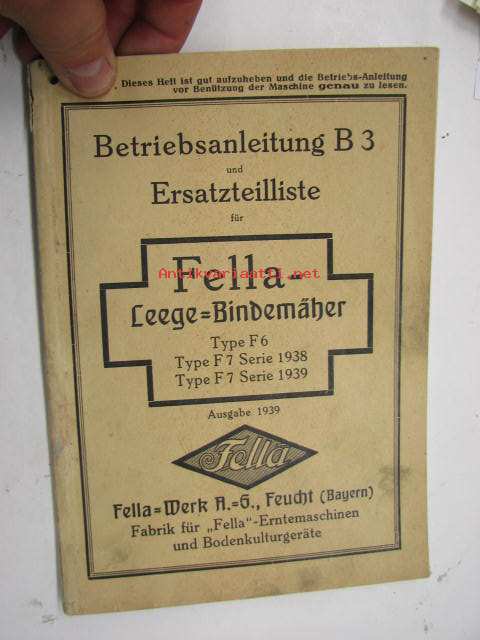 Dieses Heft ist gut aufzuheben und die Betriebs-Anleitung
vor Benützung der Maschine genau zu lesen.
Betriebsanleitung B 3
und
Ersatzteilliste
für
Fella-
Antikvariaatti.net
Leege=Bindemäher
Type F 6
Type F 7 Serie 1938
Type F 7 Serie 1939
Ausgabe 1939
Fella
Fella=Werk A.=G., Feucht (Bayern)
Fabrik für „Fella"-Erntemaschinen
und Bodenkulturgeräte